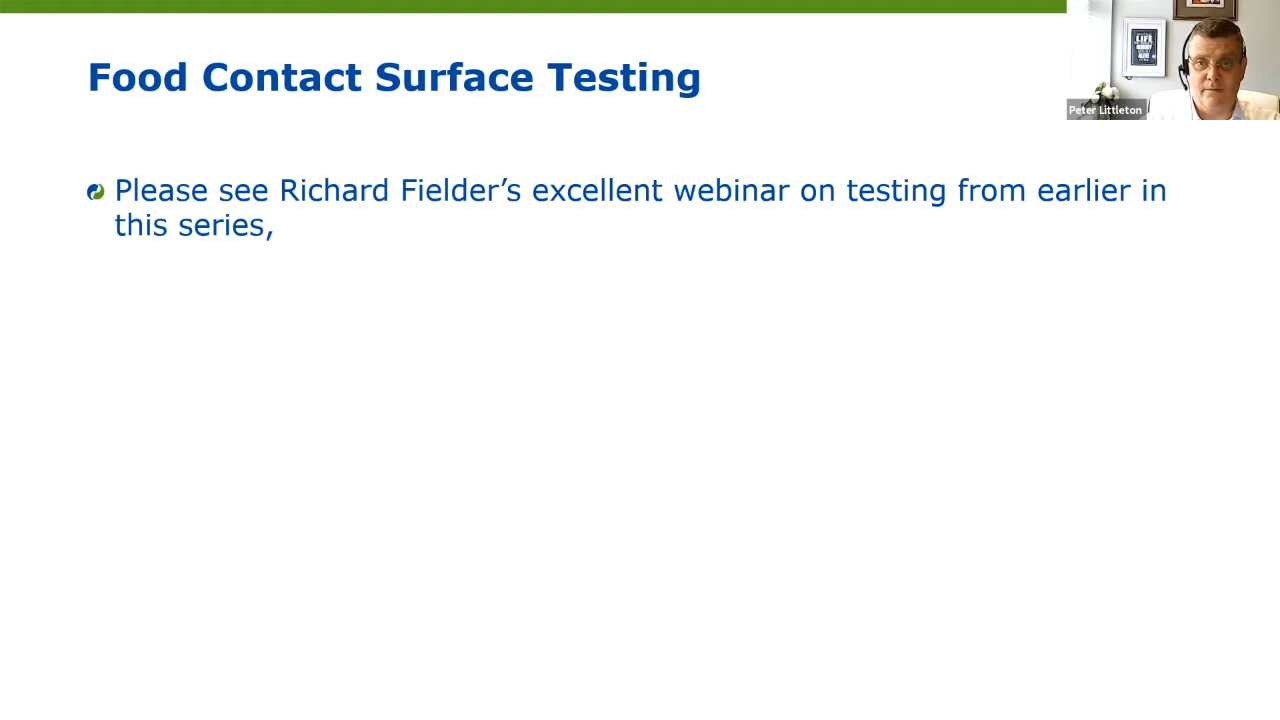 Food Contact Surface Testing
Please see Richard Fielder’s excellent webinar on testing from earlier in
this series,
Peter Littleton
LIFE